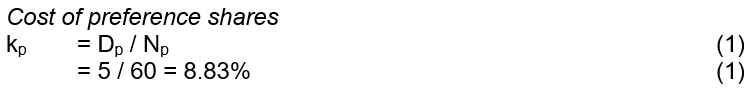 Cost of preference shares
kp = Dp / Np (1)
= 5 / 60 = 8.83% (1)